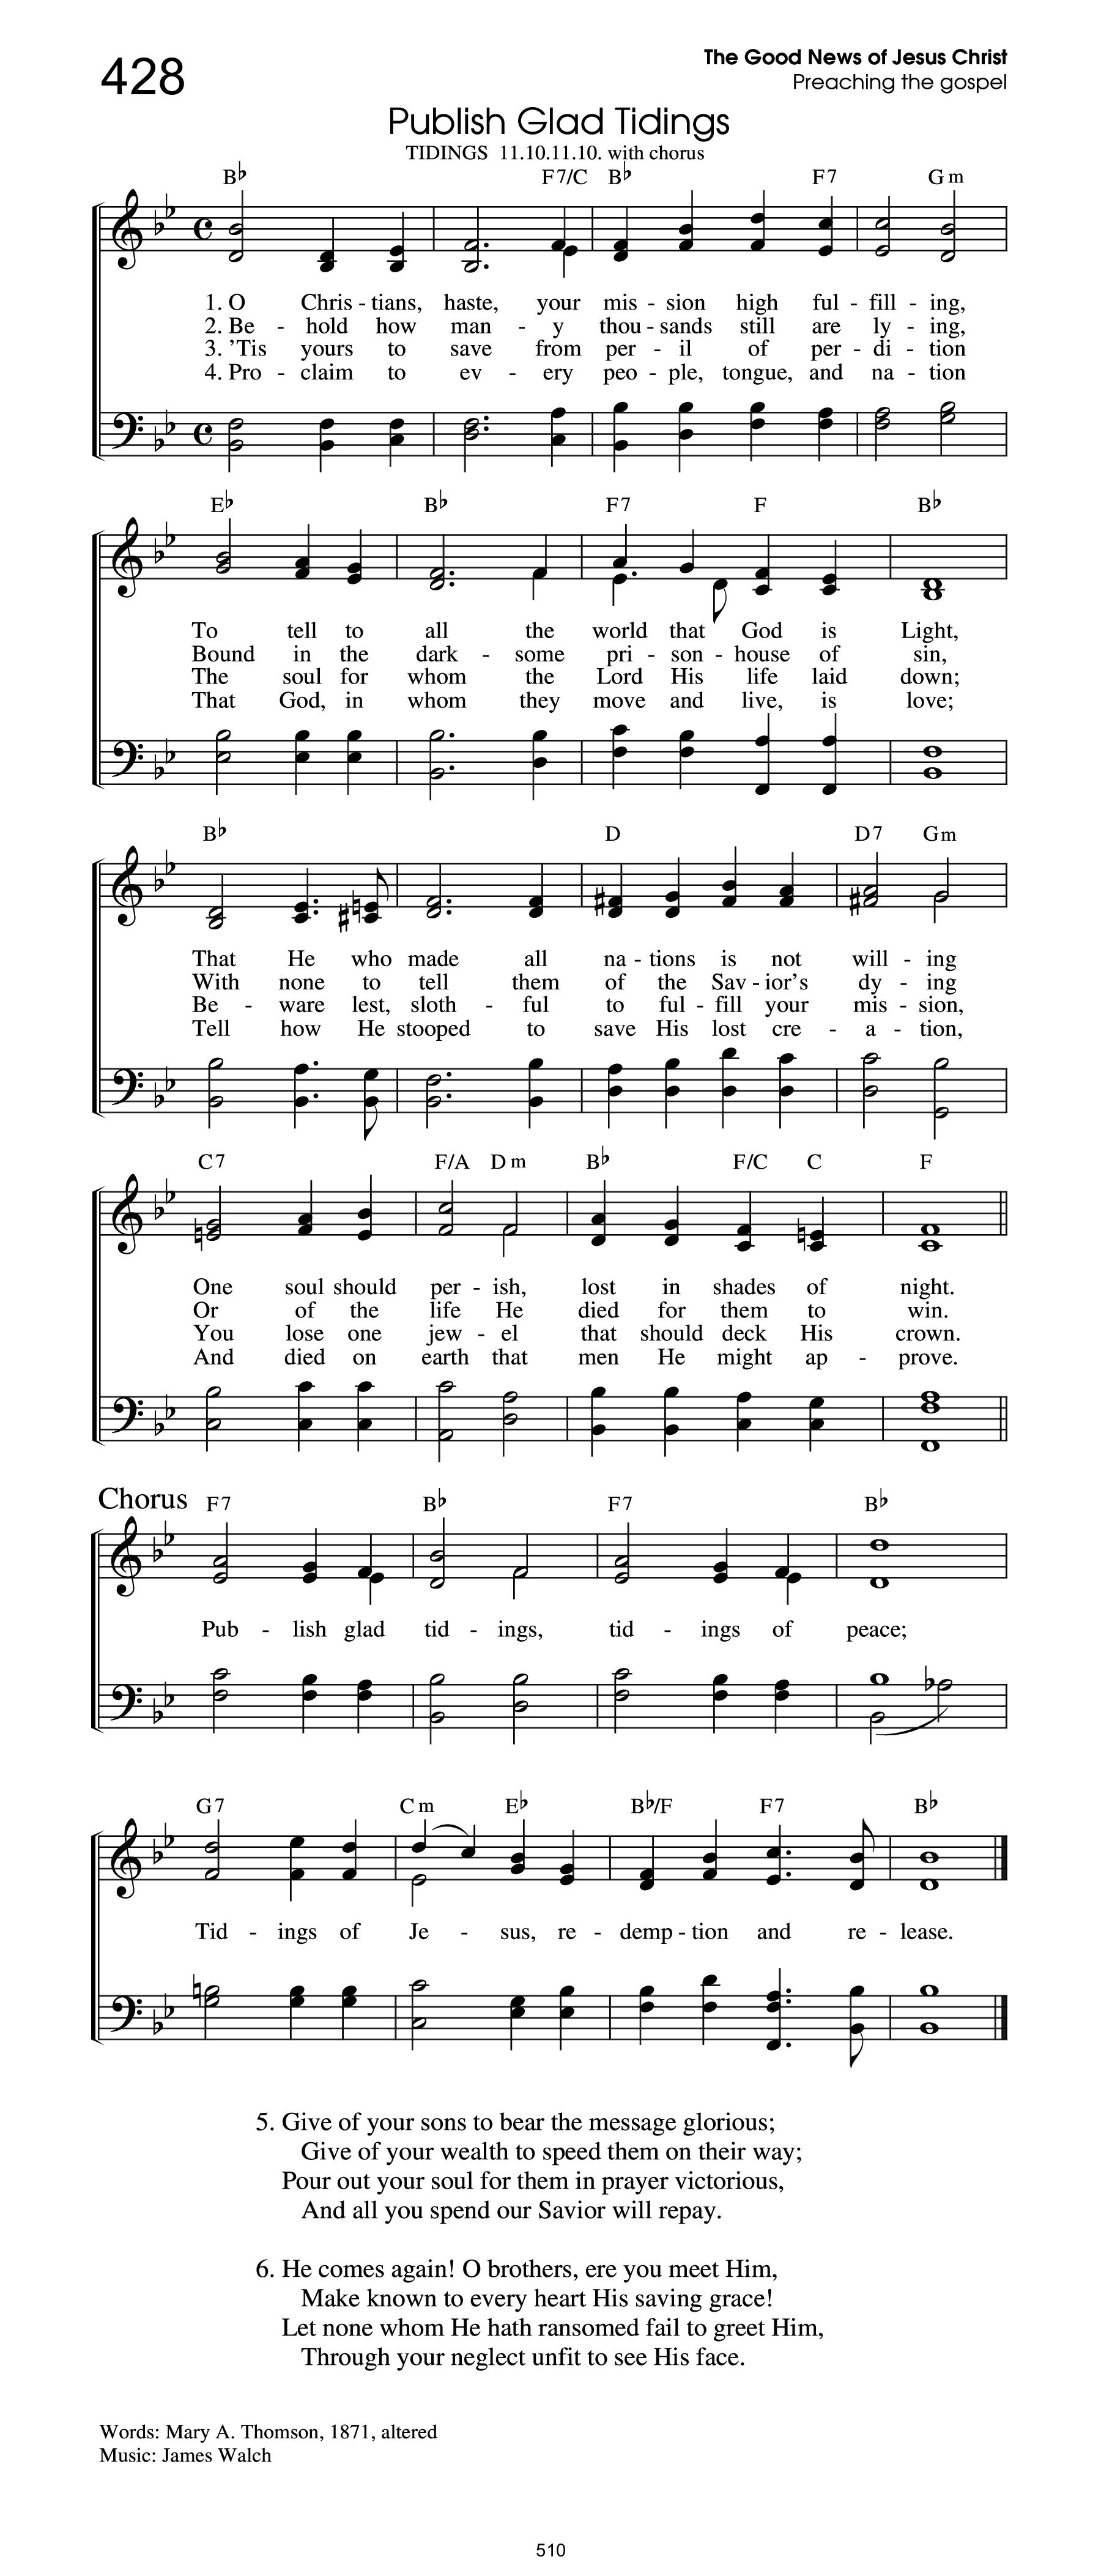 428
The Good News of Jesus Christ
Preaching the gospel
Publish Glad Tidings
TIDINGS 11.10.11.10. with chorus
B♭ F7/C B♭ F7 Gm
1. O Chris - tians, haste, your mis - sion high ful - fill - ing,
2. Be - hold how man - y thou - sands still are ly - ing,
3. ’Tis yours to save from per - il of per - di - tion
4. Pro - claim to ev - ery peo - ple, tongue, and na - tion
E♭ B♭ F7 F B♭
To tell to all the world that God is Light,
Bound in the dark - some pri - son - house of sin,
The soul for whom the Lord His life laid down;
That God, in whom they move and live, is love;
B♭ D D7 Gm
That He who made all na - tions is not will - ing
With none to tell them of the Sav - ior’s dy - ing
Be - ware lest, sloth - ful to ful - fill your mis - sion,
Tell how He stooped to save His lost cre - a - tion,
C7 F/A Dm B♭ F/C C F
One soul should per - ish, lost in shades of night.
Or of the life He died for them to win.
You lose one jew - el that should deck His crown.
And died on earth that men He might ap - prove.
Chorus
F7 B♭ F7 B♭
Pub - lish glad tid - ings, tid - ings of peace;
G7 Cm E♭ B♭/F F7 B♭
Tid - ings of Je - sus, re - demp - tion and re - lease.
5. Give of your sons to bear the message glorious;
Give of your wealth to speed them on their way;
Pour out your soul for them in prayer victorious,
And all you spend our Savior will repay.
6. He comes again! O brothers, ere you meet Him,
Make known to every heart His saving grace!
Let none whom He hath ransomed fail to greet Him,
Through your neglect unfit to see His face.
Words: Mary A. Thomson, 1871, altered
Music: James Walch
510